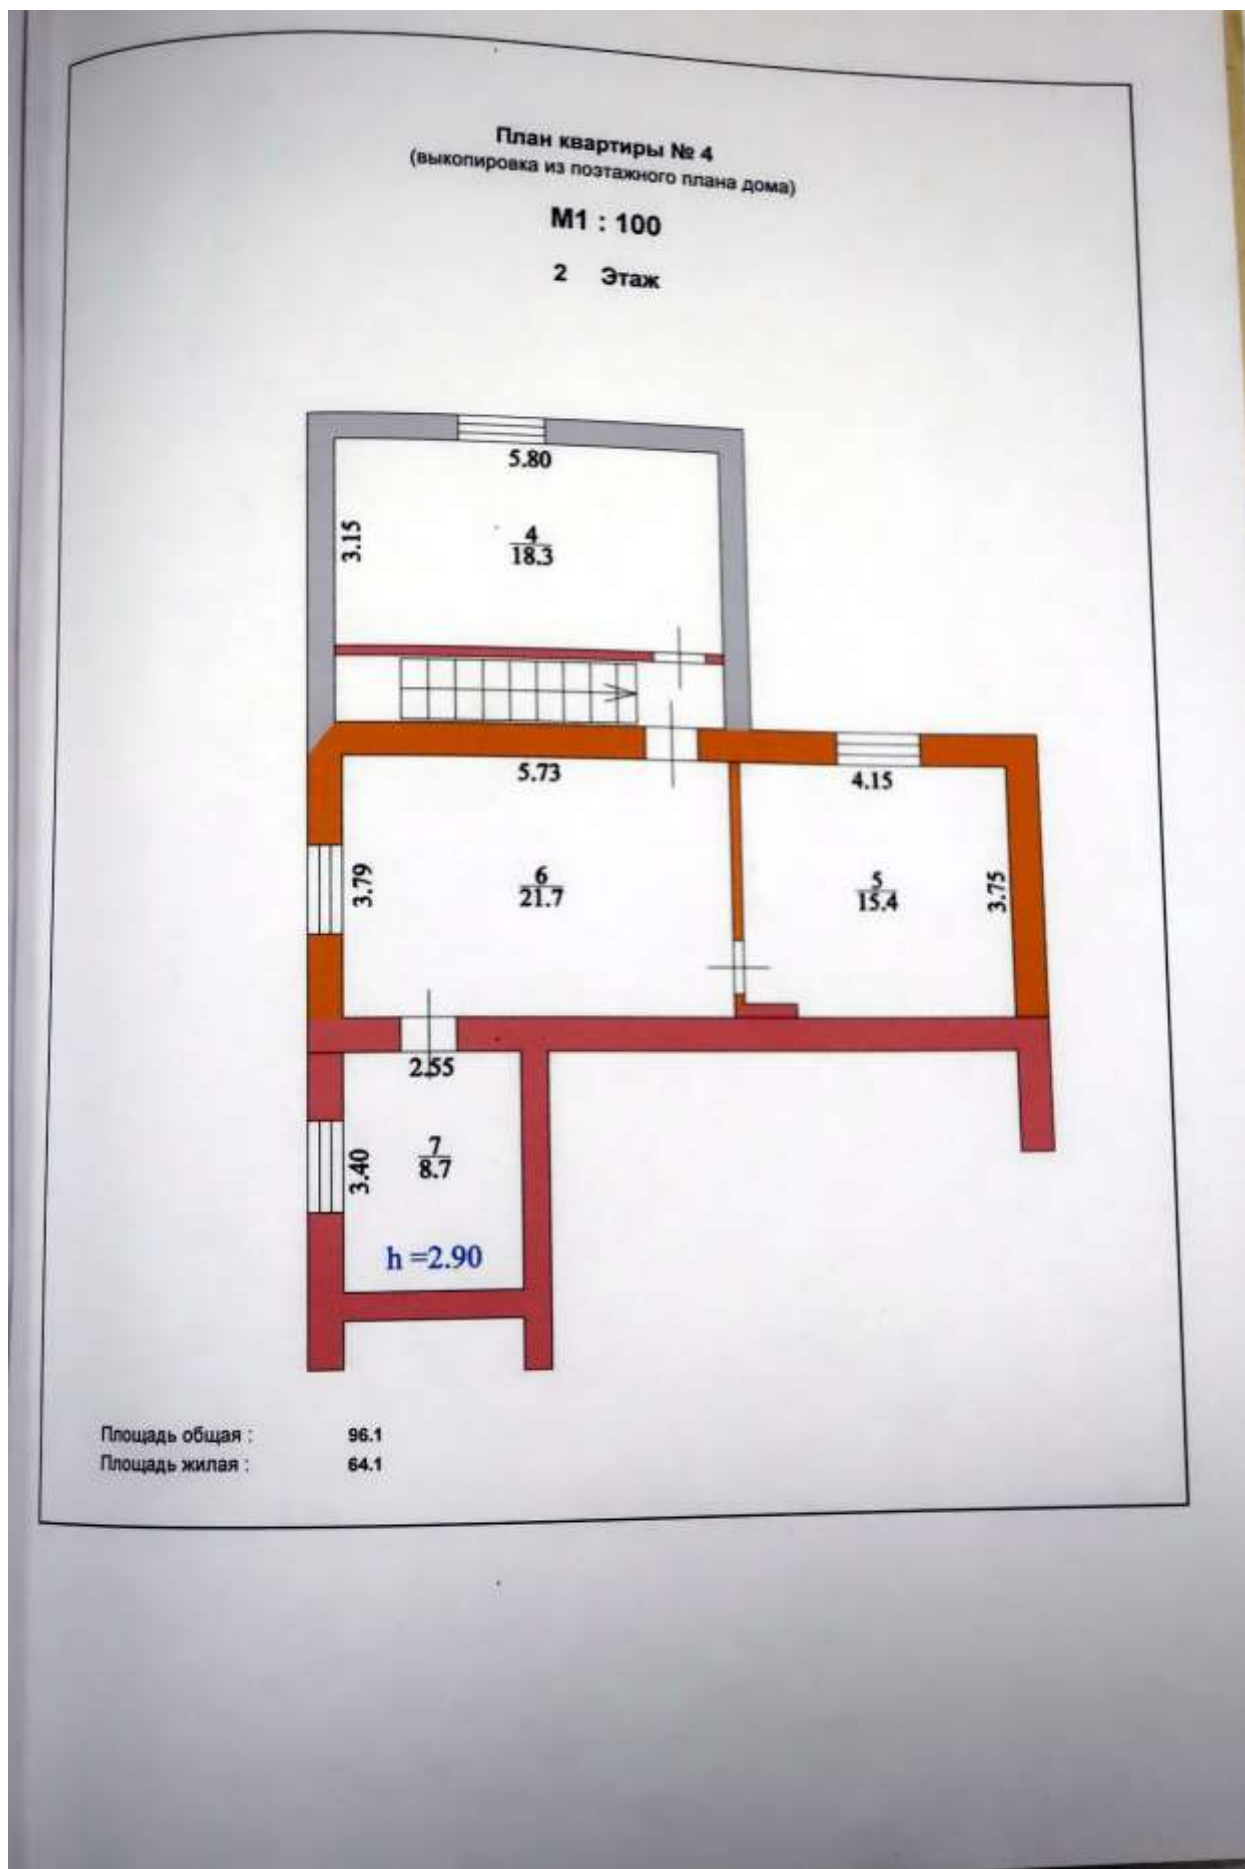 План квартиры № 4
(выкопировка из поэтажного плана дома)
М1 : 100
2 Этаж
5.80
3.15
4
18.3
5.73
4.15
3.79
6
21.7
5
15.4
3.75
2.55
3.40
7
8.7
h =2.90
Площадь общая : 96.1
Площадь жилая : 64.1